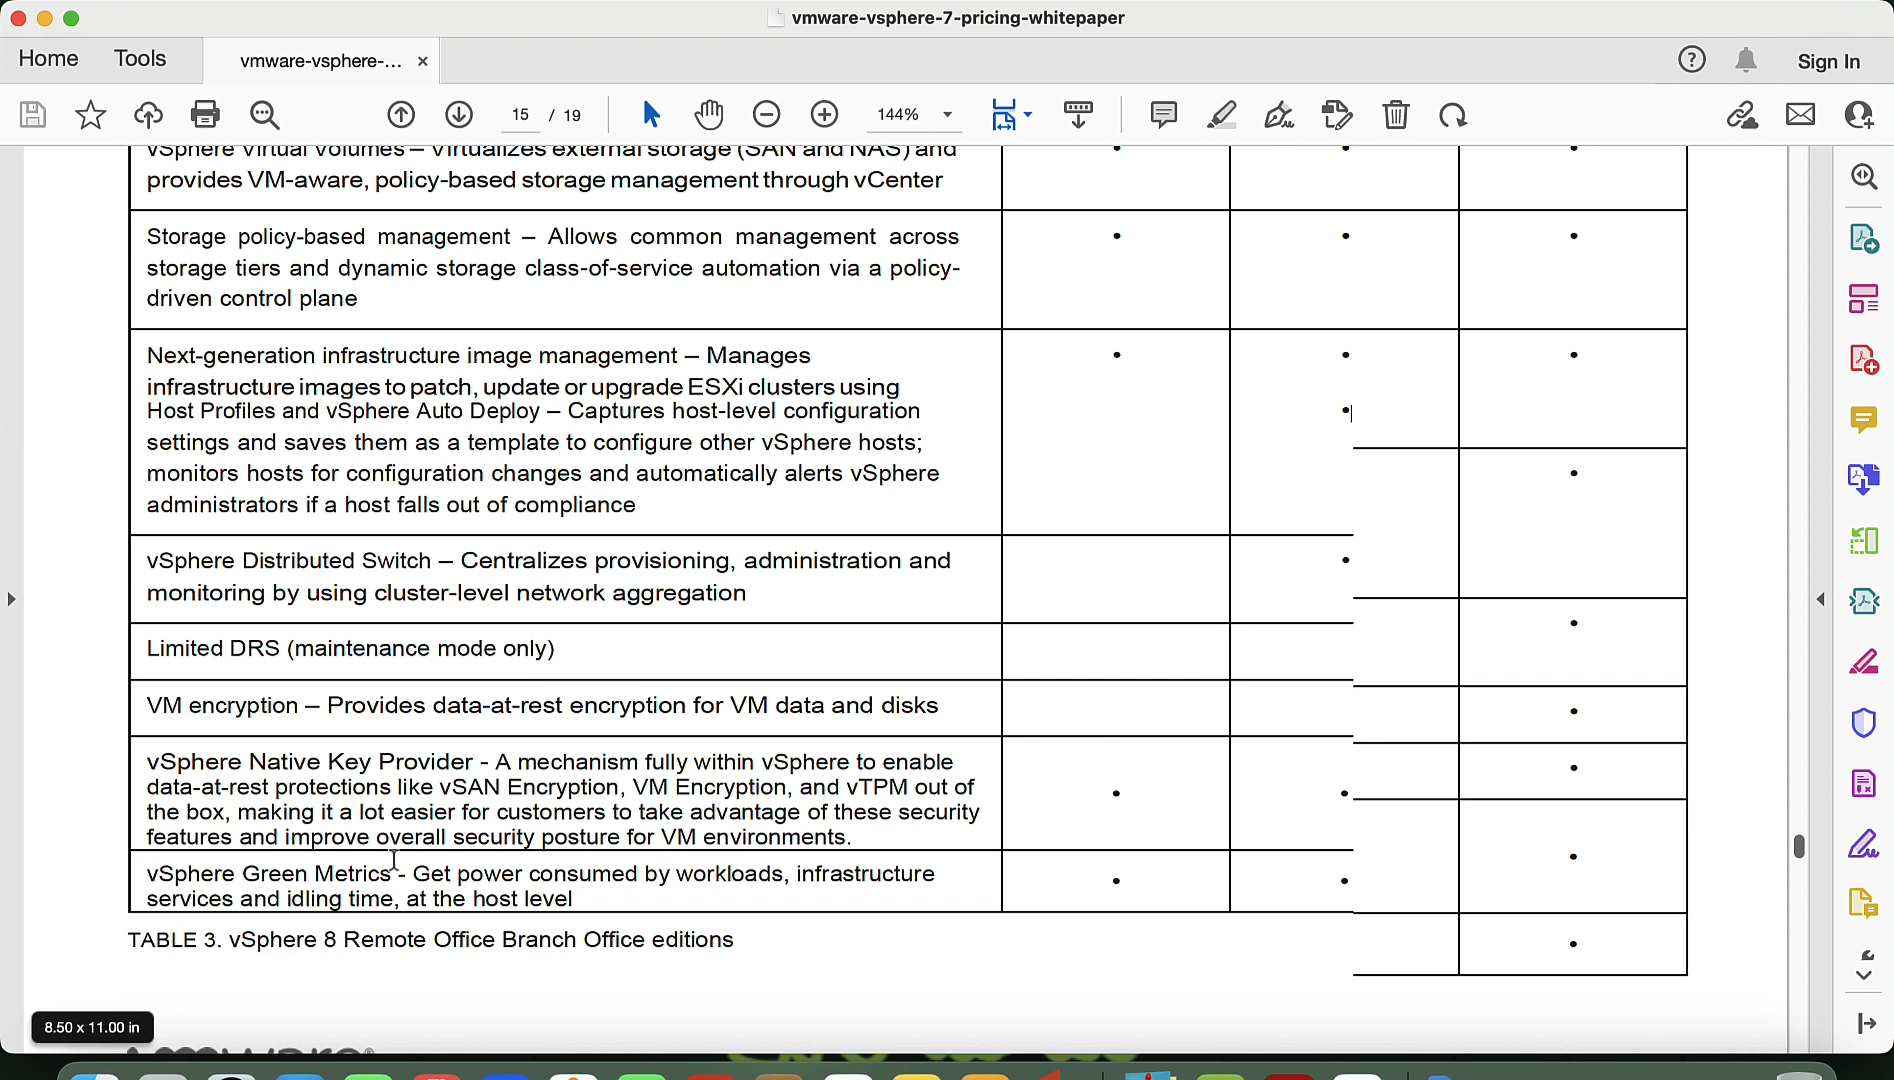 vmware-vsphere-7-pricing-whitepaper
Home
Tools
vmware-vsphere-...
Sign In
15 / 19
144%
vSphere Virtual Volumes – Virtualizes external storage (SAN and NAS) and
provides VM-aware, policy-based storage management through vCenter
Storage policy-based management – Allows common management across
storage tiers and dynamic storage class-of-service automation via a policy-
driven control plane
Next-generation infrastructure image management – Manages
infrastructure images to patch, update or upgrade ESXi clusters using
Host Profiles and vSphere Auto Deploy – Captures host-level configuration
settings and saves them as a template to configure other vSphere hosts;
monitors hosts for configuration changes and automatically alerts vSphere
administrators if a host falls out of compliance
vSphere Distributed Switch – Centralizes provisioning, administration and
monitoring by using cluster-level network aggregation
Limited DRS (maintenance mode only)
VM encryption – Provides data-at-rest encryption for VM data and disks
vSphere Native Key Provider - A mechanism fully within vSphere to enable
data-at-rest protections like vSAN Encryption, VM Encryption, and vTPM out of
the box, making it a lot easier for customers to take advantage of these security
features and improve overall security posture for VM environments.
vSphere Green Metrics - Get power consumed by workloads, infrastructure
services and idling time, at the host level
TABLE 3. vSphere 8 Remote Office Branch Office editions
8.50 x 11.00 in